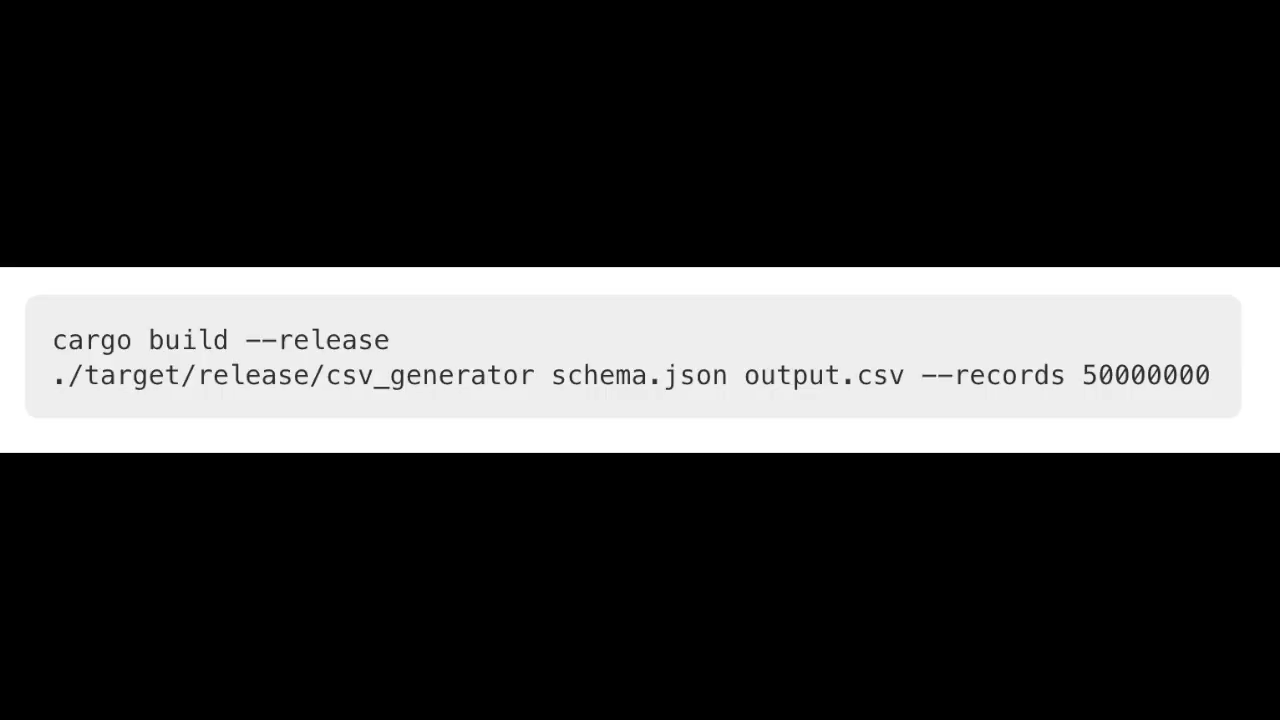 cargo build --release
./target/release/csv_generator schema.json output.csv --records 50000000